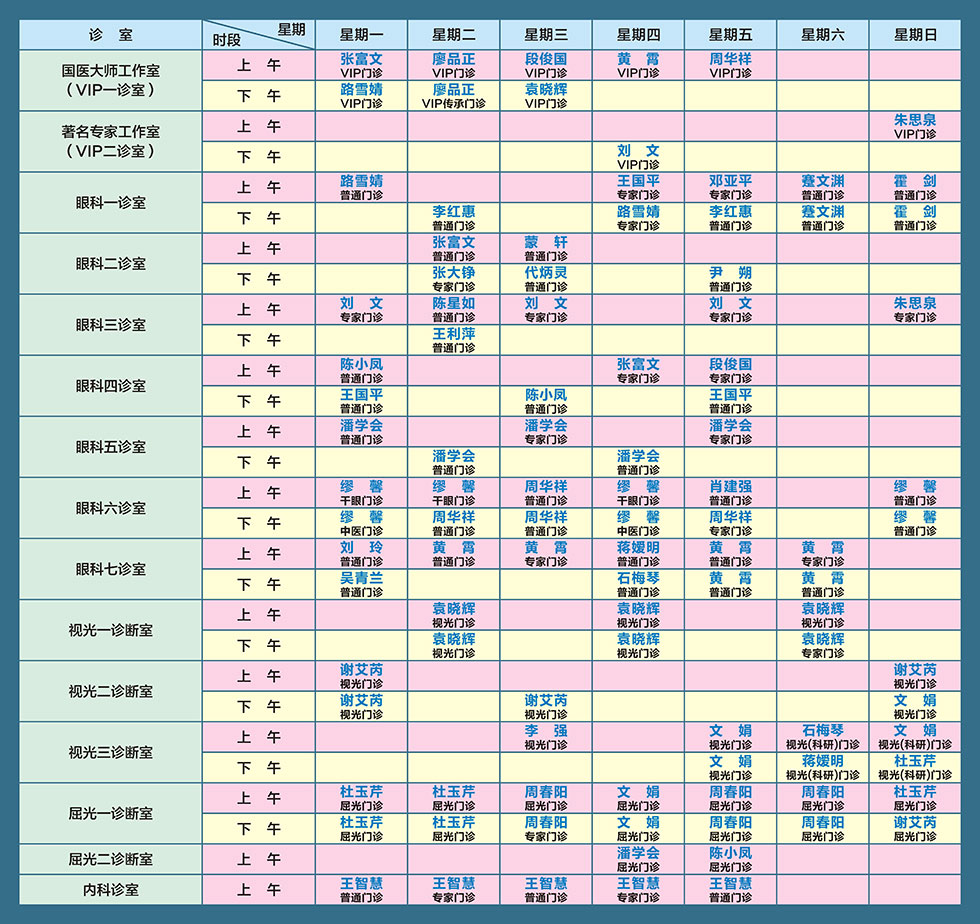 诊 室 时段 星期 星期一 星期二 星期三 星期四 星期五 星期六 星期日
国医大师工作室
（VIP一诊室）
上 午 张富文 廖品正 段俊国 黄 霄 周华祥
VIP门诊 VIP门诊 VIP门诊 VIP门诊 VIP门诊
下 午 路雪婧 廖品正 袁晓辉
VIP门诊 VIP传承门诊 VIP门诊
著名专家工作室
（VIP二诊室）
上 午 朱思泉
VIP门诊
下 午 刘 文
VIP门诊
眼科一诊室
上 午 路雪婧 王国平 邓亚平 蹇文渊 霍 剑
普通门诊 专家门诊 专家门诊 普通门诊 普通门诊
下 午 李红惠 路雪婧 李红惠 蹇文渊 霍 剑
普通门诊 专家门诊 普通门诊 普通门诊 普通门诊
眼科二诊室
上 午 张富文 蒙 轩
普通门诊 普通门诊
下 午 张大铮 代炳灵 尹 朔
专家门诊 普通门诊 普通门诊
眼科三诊室
上 午 刘 文 陈星如 刘 文 刘 文 朱思泉
专家门诊 普通门诊 专家门诊 专家门诊 专家门诊
下 午 王利萍
普通门诊
眼科四诊室
上 午 陈小凤 张富文 段俊国
普通门诊 专家门诊 专家门诊
下 午 王国平 陈小凤 王国平
普通门诊 普通门诊 普通门诊
眼科五诊室
上 午 潘学会 潘学会 潘学会
普通门诊 专家门诊 专家门诊
下 午 潘学会 潘学会
普通门诊 普通门诊
眼科六诊室
上 午 缪 馨 缪 馨 周华祥 缪 馨 肖建强 缪 馨
干眼门诊 干眼门诊 普通门诊 干眼门诊 普通门诊 普通门诊
下 午 缪 馨 周华祥 周华祥 缪 馨 周华祥 缪 馨
中医门诊 普通门诊 普通门诊 中医门诊 专家门诊 普通门诊
眼科七诊室
上 午 刘 玲 黄 霄 黄 霄 蒋嫒明 黄 霄 黄 霄
普通门诊 普通门诊 专家门诊 普通门诊 普通门诊 普通门诊
下 午 吴青兰 石梅琴 黄 霄 黄 霄
普通门诊 普通门诊 普通门诊 普通门诊
视光一诊断室
上 午 袁晓辉 袁晓辉 袁晓辉
视光门诊 视光门诊 视光门诊
下 午 袁晓辉 袁晓辉 袁晓辉
视光门诊 视光门诊 专家门诊
视光二诊断室
上 午 谢艾芮 谢艾芮
视光门诊 视光门诊
下 午 谢艾芮 谢艾芮 文 娟
视光门诊 视光门诊 视光门诊
视光三诊断室
上 午 李 强 文 娟 石梅琴 文 娟
视光门诊 视光门诊 视光(科研)门诊 视光(科研)门诊
下 午 文 娟 蒋嫒明 杜玉芹
视光门诊 视光(科研)门诊 视光(科研)门诊
屈光一诊断室
上 午 杜玉芹 杜玉芹 周春阳 文 娟 周春阳 周春阳 杜玉芹
屈光门诊 屈光门诊 屈光门诊 屈光门诊 屈光门诊 屈光门诊 屈光门诊
下 午 杜玉芹 杜玉芹 周春阳 文 娟 周春阳 周春阳 谢艾芮
屈光门诊 屈光门诊 专家门诊 屈光门诊 屈光门诊 屈光门诊 屈光门诊
屈光二诊断室
上 午 潘学会 陈小凤
屈光门诊 屈光门诊
内科诊室
上 午 王智慧 王智慧 王智慧 王智慧 王智慧
普通门诊 专家门诊 普通门诊 专家门诊 普通门诊